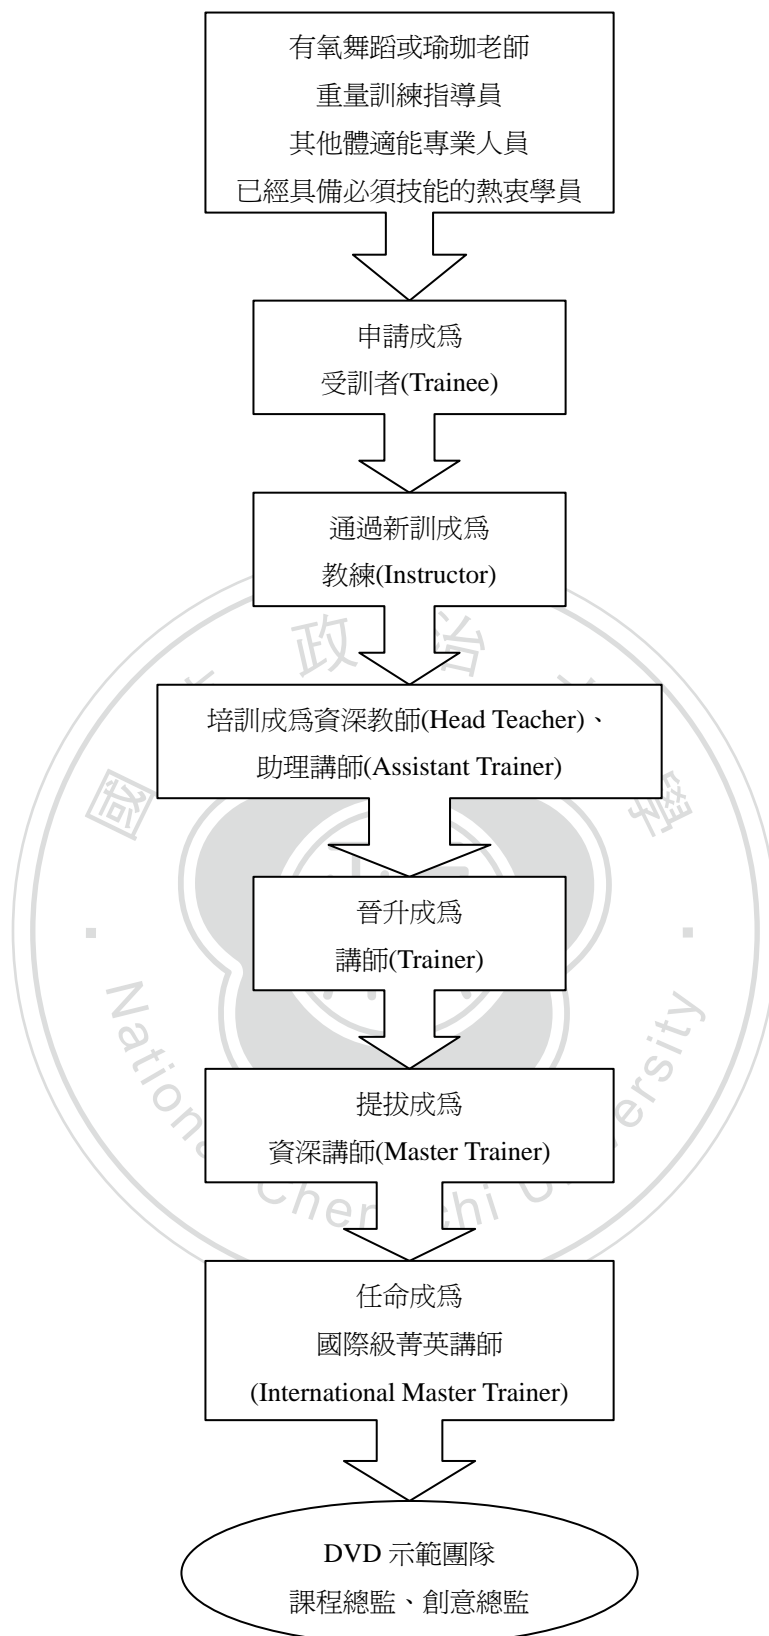 有氧舞蹈或瑜珈老師
重量訓練指導員
其他體適能專業人員
已經具備必須技能的熱衷學員
申請成為
受訓者(Trainee)
通過新訓成為
教練(Instructor)
政 治
培訓成為資深教師(Head Teacher)、
助理講師(Assistant Trainer)
國 學
晉升成為
講師(Trainer)
提拔成為
資深講師(Master Trainer)
任命成為
國際級菁英講師
(International Master Trainer)
DVD 示範團隊
課程總監、創意總監